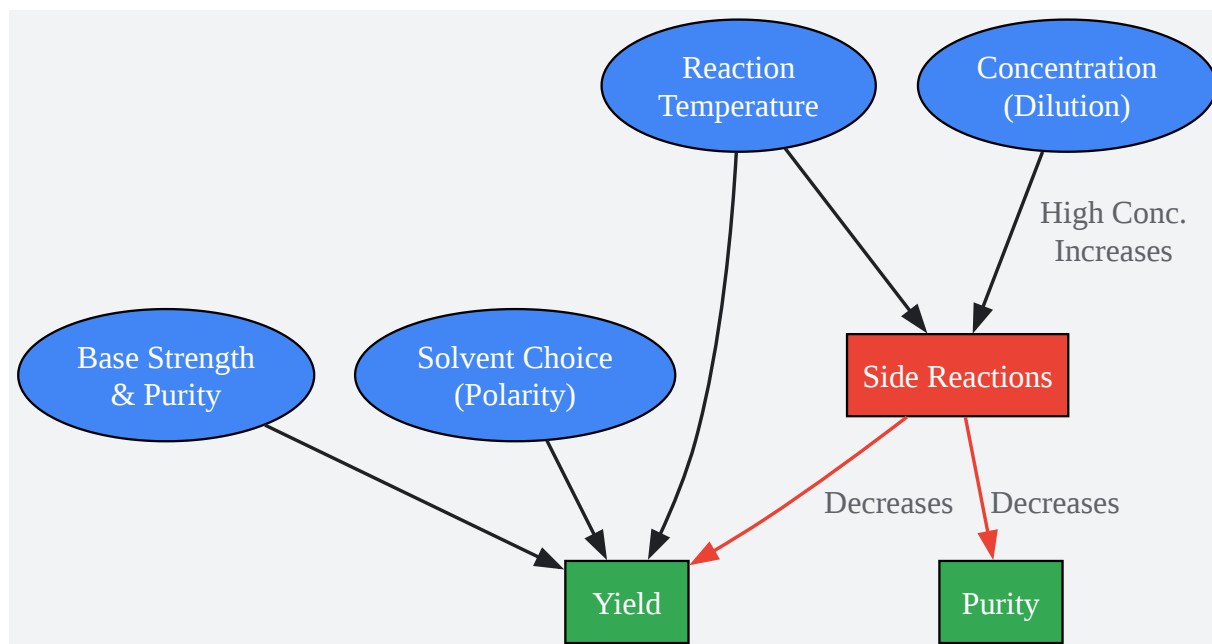 Reaction
Temperature
Concentration
(Dilution)
High Conc.
Increases
Base Strength
& Purity
Solvent Choice
(Polarity)
Side Reactions
Decreases
Decreases
Yield
Purity